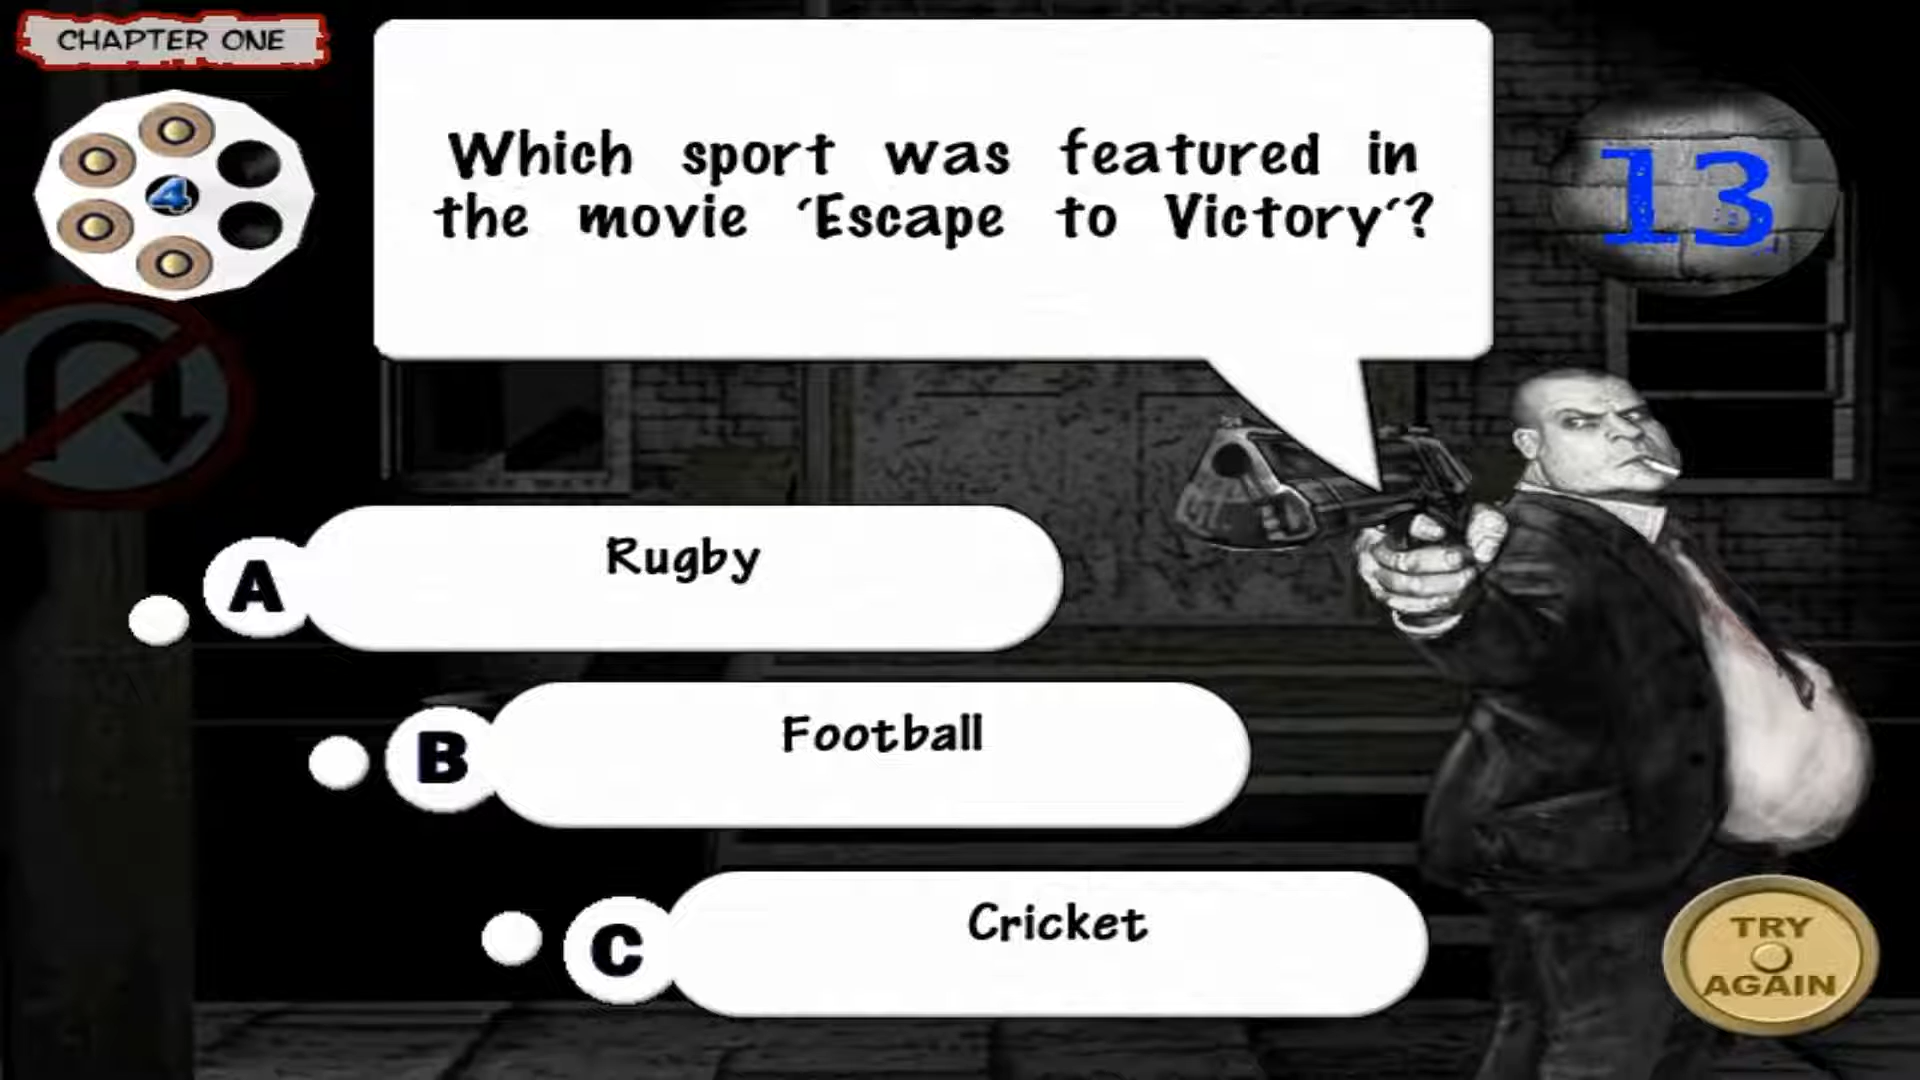 CHAPTER ONE
4
Which sport was featured in
the movie ‘Escape to Victory‘?
13
A Rugby
B Football
C Cricket
TRY
AGAIN